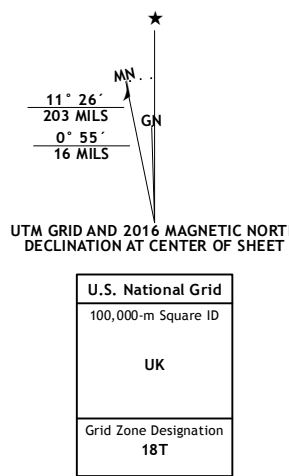 MN
GN
11° 26´
203 MILS
0° 55´
16 MILS
UTM GRID AND 2016 MAGNETIC NORT
DECLINATION AT CENTER OF SHEET
U.S. National Grid
100,000-m Square ID
UK
Grid Zone Designation
18T